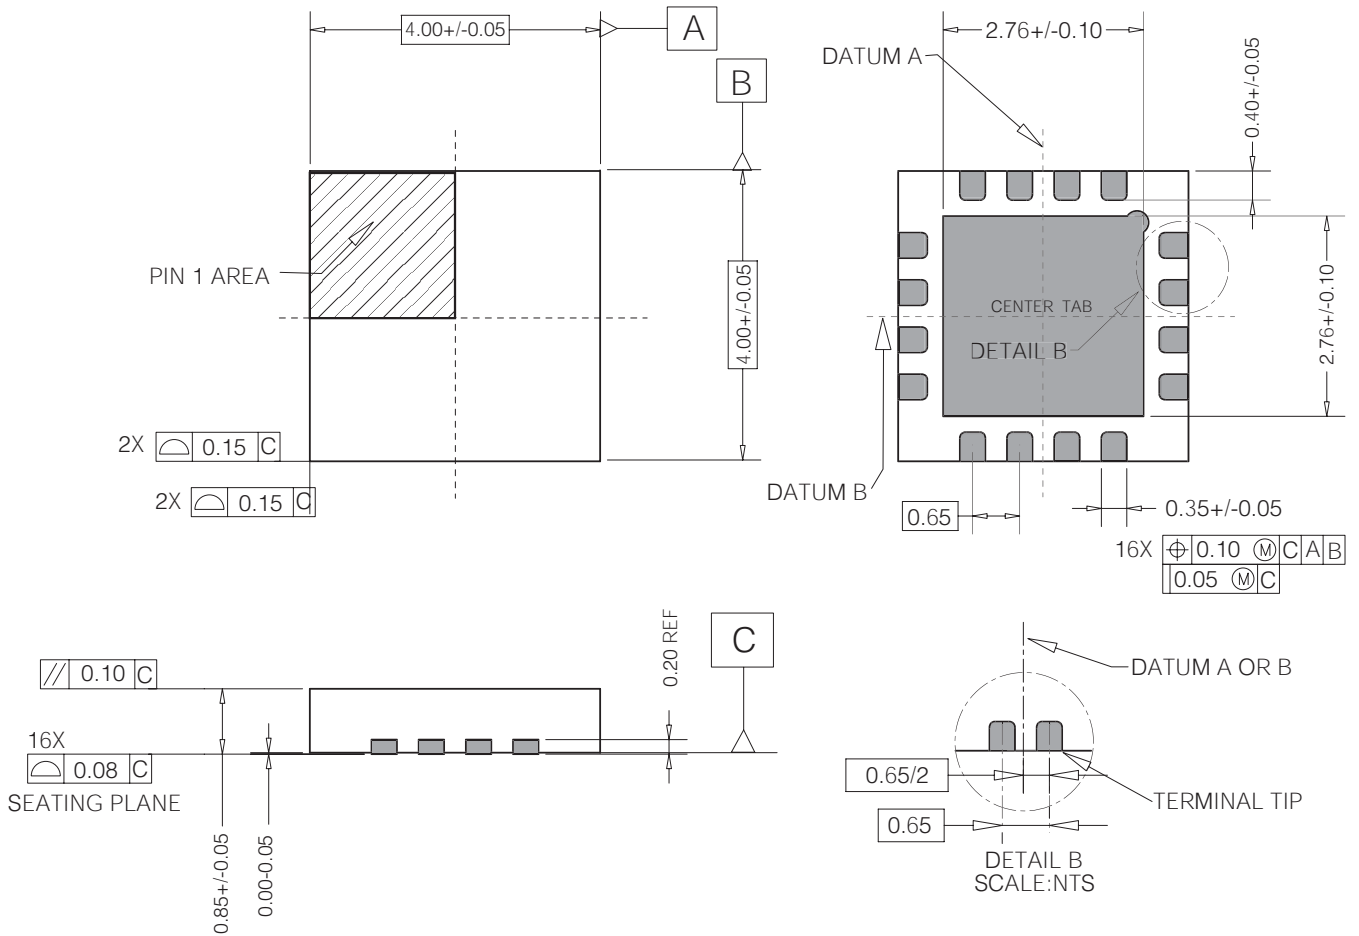 4.00+/-0.05
A
B
PIN 1 AREA
4.00+/-0.05
2X ⌓ 0.15 C
2X ⌓ 0.15 C
2.76+/-0.10
DATUM A
0.40+/-0.05
CENTER TAB
DETAIL B
2.76+/-0.10
DATUM B
0.65
0.35+/-0.05
16X ⌖ 0.10 Ⓜ C A B
0.05 Ⓜ C
// 0.10 C
16X
⌓ 0.08 C
SEATING PLANE
0.85+/-0.05
0.00-0.05
0.20 REF
C
DATUM A OR B
0.65/2
TERMINAL TIP
0.65
DETAIL B
SCALE:NTS